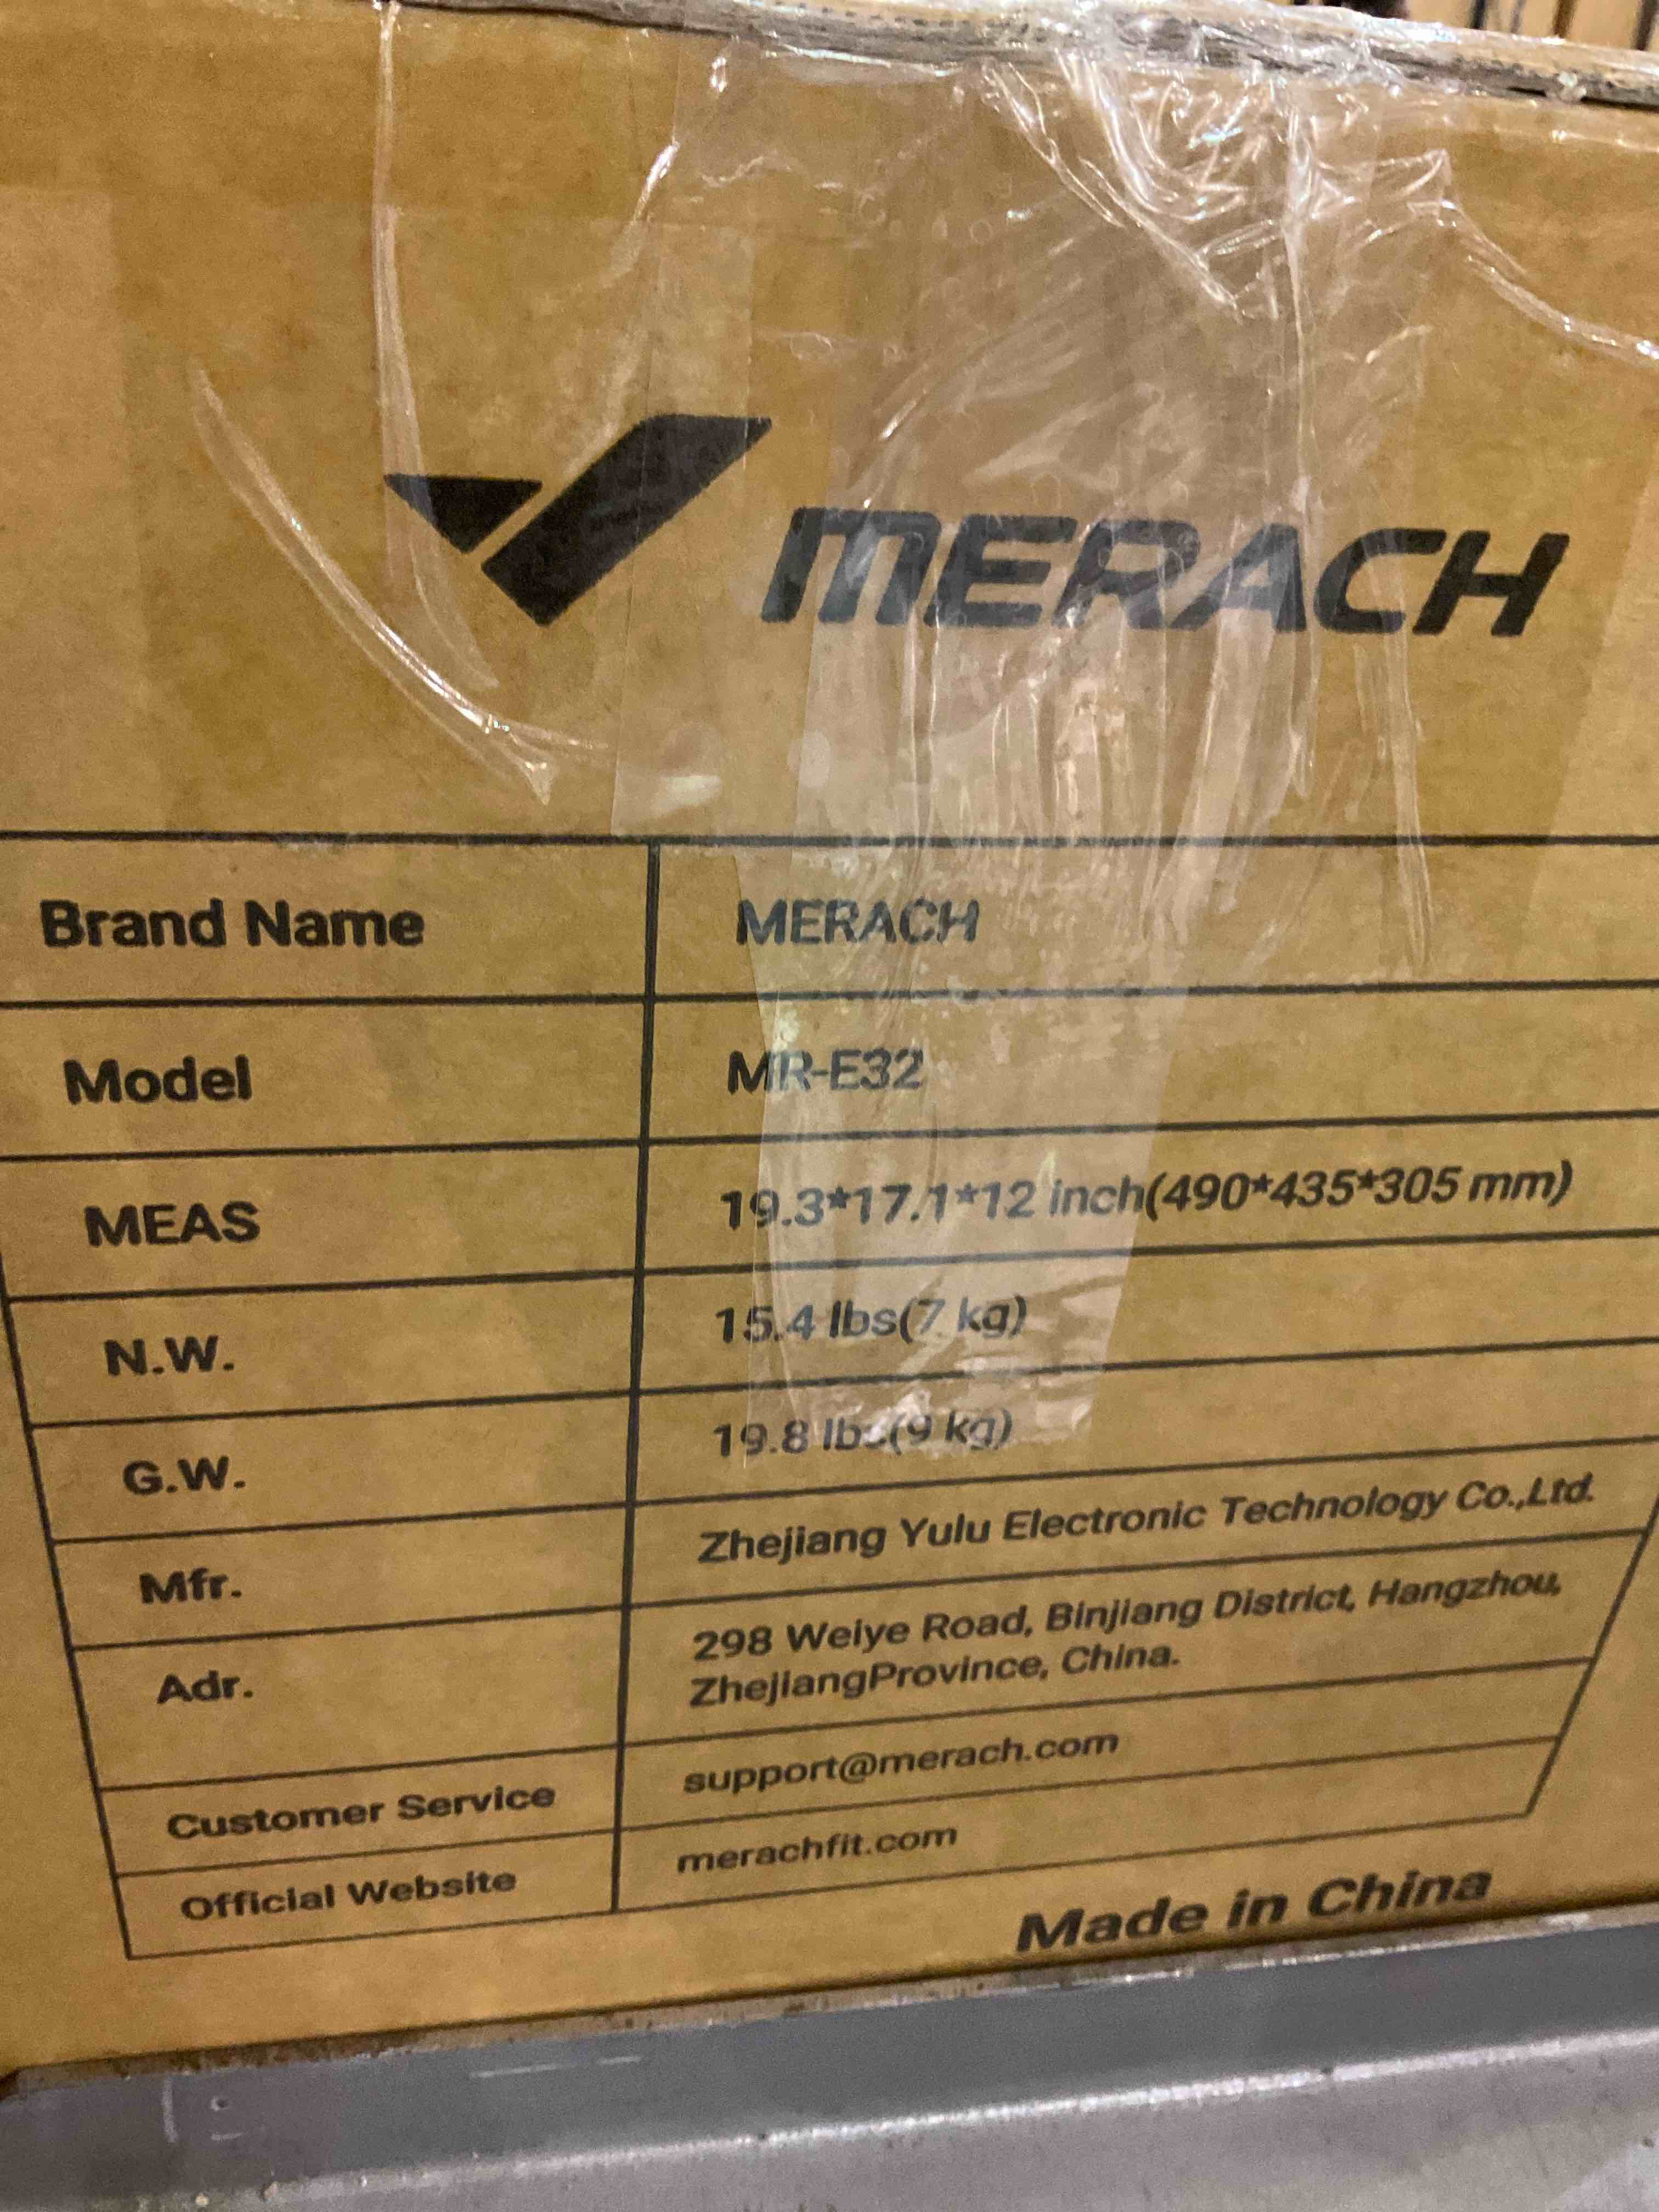 MERACH
Brand Name MERACH
Model MR-E32
MEAS 19.3*17.1*12 inch(490*435*305 mm)
N.W. 15.4 lbs(7 kg)
G.W. 19.8 lbs(9 kg)
Mfr. Zhejiang Yulu Electronic Technology Co.,Ltd.
Adr. 298 Weiye Road, Binjiang District, Hangzhou,
ZhejiangProvince, China.
Customer Service support@merach.com
Official Website merachfit.com
Made in China